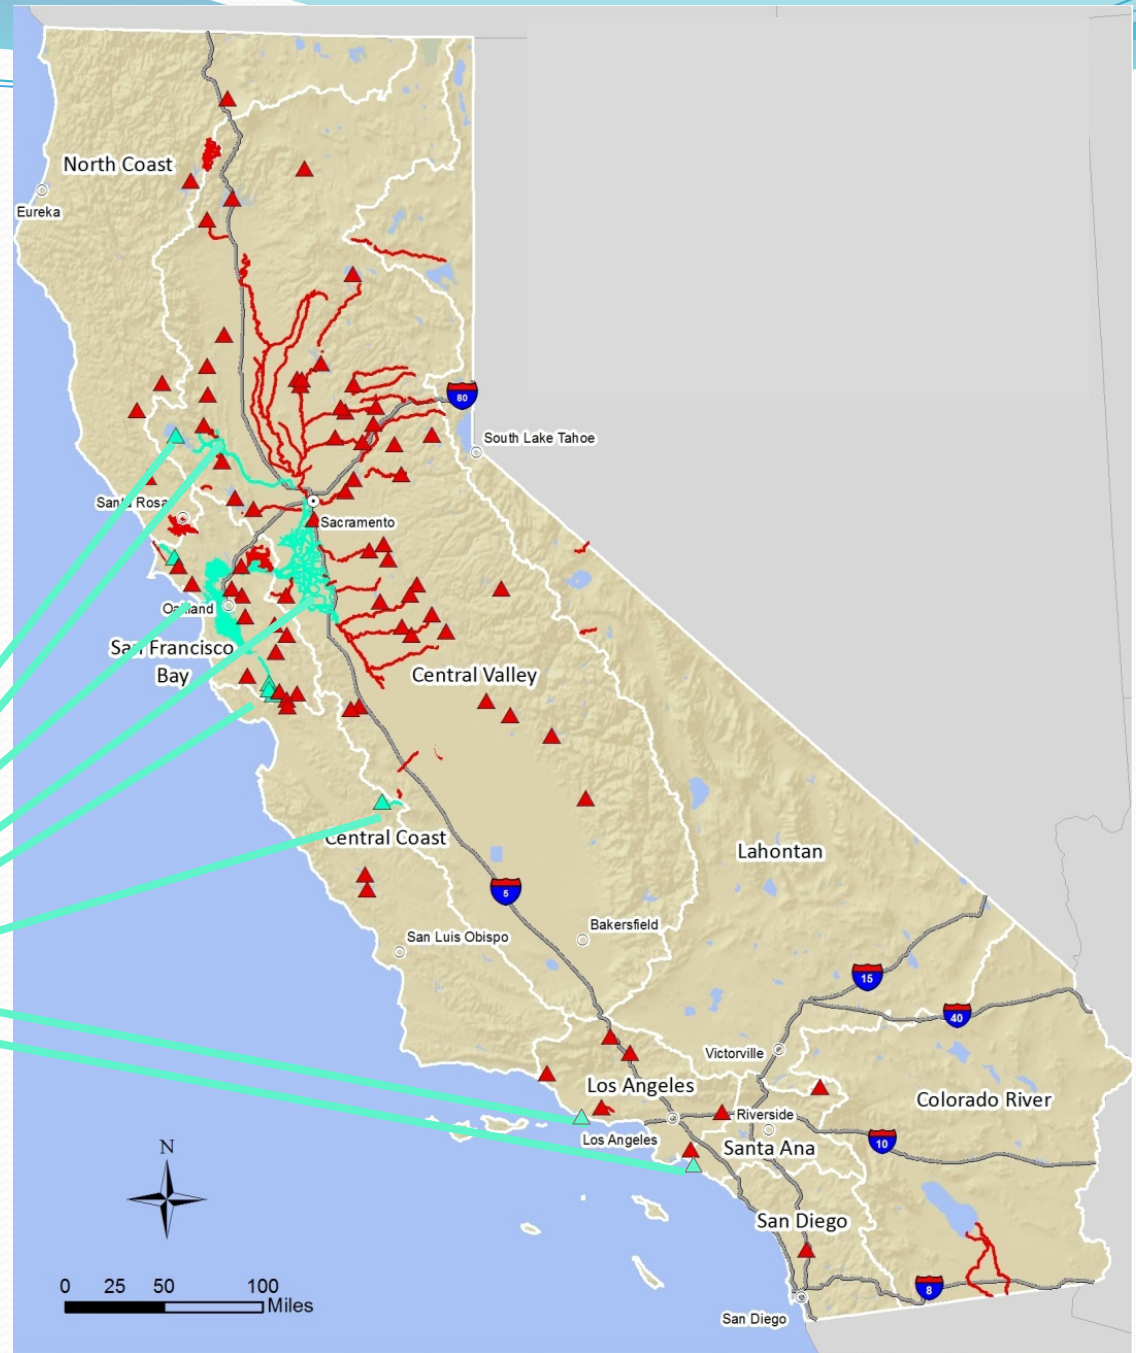 North Coast
Eureka
80
South Lake Tahoe
Santa Rosa
Sacramento
Oakland
San Francisco
Bay
Central Valley
Central Coast
Lahontan
5
Bakersfield
San Luis Obispo
15
40
Victorville
Los Angeles
Colorado River
Riverside
Los Angeles
Santa Ana
10
N
San Diego
0 25 50 100
Miles
8
San Diego